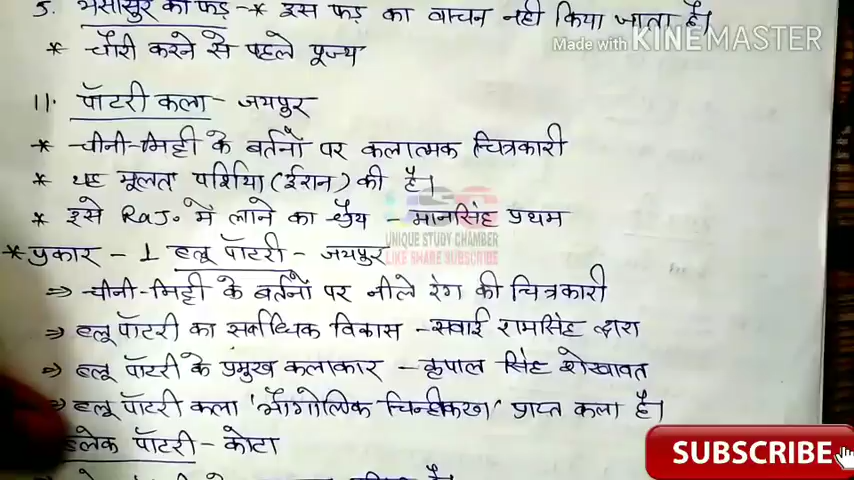 5. भैंसासुर की फड़ -* इस फड़ का वाचन नहीं किया जाता है।
Made with KINEMASTER
* चौरी करने से पहले पूज्य
11. पॉटरी कला - जयपुर
* चीनी-मिट्टी के बर्तनों पर कलात्मक चित्रकारी
* यह मूलत पर्शिया (ईरान) की है।
* इसे Raj. में लाने का श्रेय - मानसिंह प्रथम
UNIQUE STUDY CHAMBER
LIKE SHARE SUBSCRIBE
* प्रकार - 1 ब्लू पॉटरी - जयपुर
⇒ चीनी-मिट्टी के बर्तनों पर नीले रंग की चित्रकारी
⇒ ब्लू पॉटरी का सर्वाधिक विकास - सवाई रामसिंह द्वारा
⇒ ब्लू पॉटरी के प्रमुख कलाकार - कृपाल सिंह शेखावत
⇒ ब्लू पॉटरी कला 'भौगोलिक-चिन्हीकरण' प्राप्त कला है।
ब्लेक पॉटरी - कोटा
SUBSCRIBE